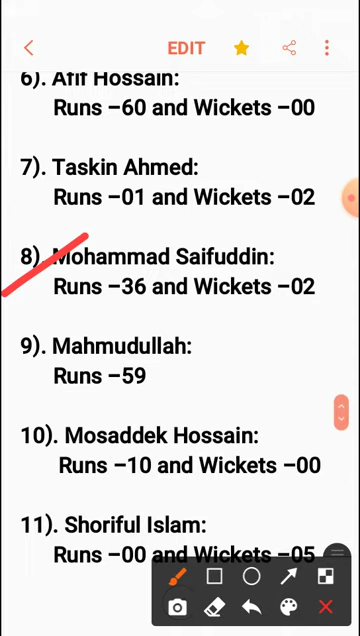 EDIT
6). Afif Hossain:
Runs –60 and Wickets –00
7). Taskin Ahmed:
Runs –01 and Wickets –02
8). Mohammad Saifuddin:
Runs –36 and Wickets –02
9). Mahmudullah:
Runs –59
10). Mosaddek Hossain:
Runs –10 and Wickets –00
11). Shoriful Islam:
Runs –00 and Wickets –05